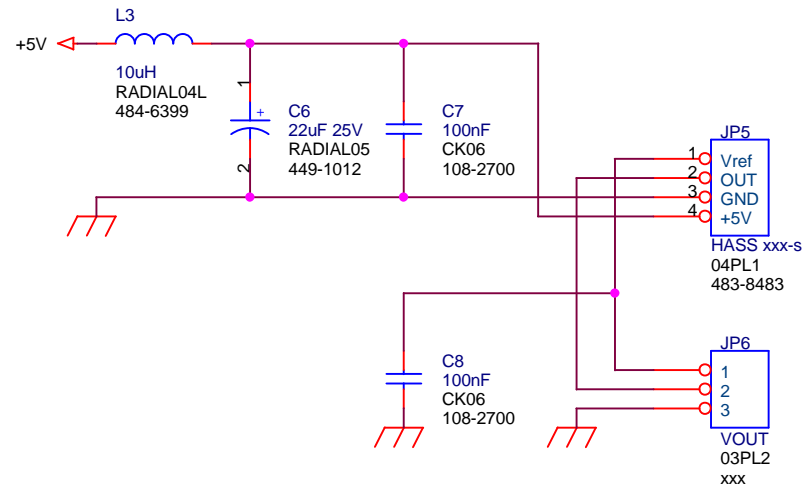 L3
+5V
10uH
RADIAL04L
484-6399
1
+
2
C6
22uF 25V
RADIAL05
449-1012
C7
100nF
CK06
108-2700
JP5
1 Vref
2 OUT
3 GND
4 +5V
HASS xxx-s
04PL1
483-8483
C8
100nF
CK06
108-2700
JP6
1
2
3
VOUT
03PL2
xxx